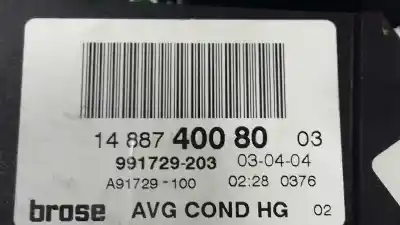 14 887 400 80 03
991729-203 03-04-04
A91729-100 02:28 0376
brose AVG COND HG 02